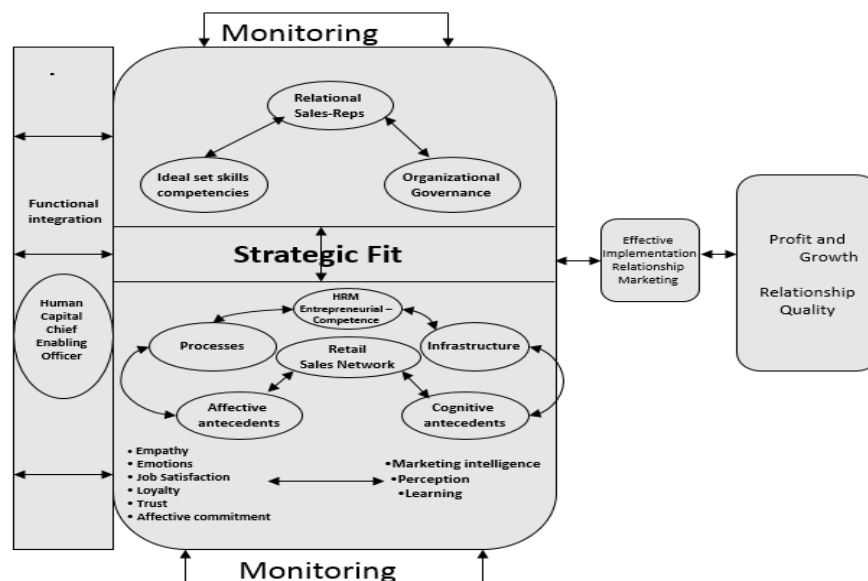 Monitoring
Relational
Sales-Reps
Ideal set skills
competencies
Organizational
Governance
Functional
integration
Strategic Fit
Human
Capital
Chief
Enabling
Officer
HRM
Entrepreneurial –
Competence
Processes
Retail
Sales Network
Infrastructure
Affective
antecedents
Cognitive
antecedents
• Empathy
• Emotions
• Job Satisfaction
• Loyalty
• Trust
• Affective commitment
•Marketing intelligence
•Perception
•Learning
Effective
Implementation
Relationship
Marketing
Profit and
Growth
Relationship
Quality
Monitoring